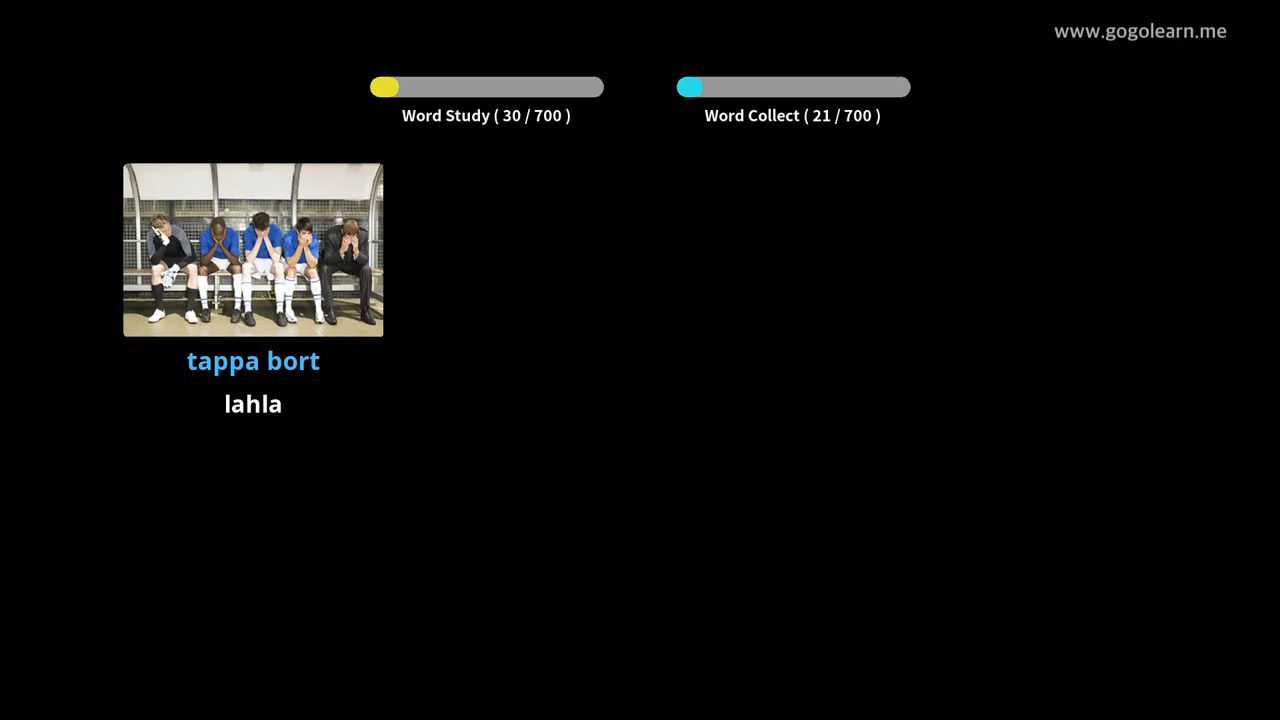 www.gogolearn.me
Word Study ( 30 / 700 )
Word Collect ( 21 / 700 )
tappa bort
lahla